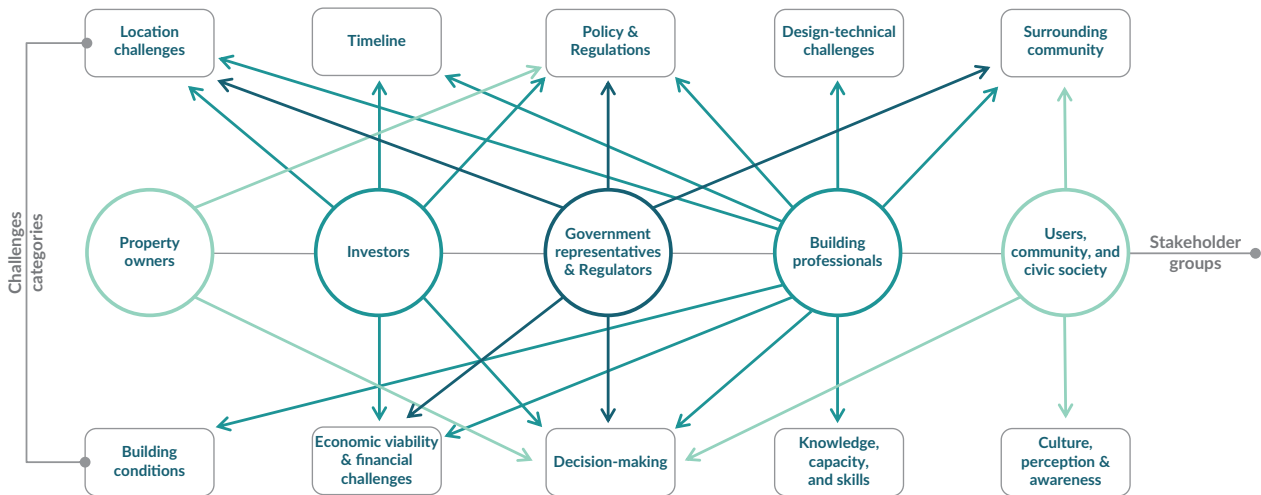 Location
challenges
Timeline
Policy &
Regulations
Design-technical
challenges
Surrounding
community
Challenges
categories
Property
owners
Investors
Government
representatives
& Regulators
Building
professionals
Users,
community, and
civic society
Stakeholder
groups
Building
conditions
Economic viability
& financial
challenges
Decision-making
Knowledge,
capacity,
and skills
Culture,
perception &
awareness